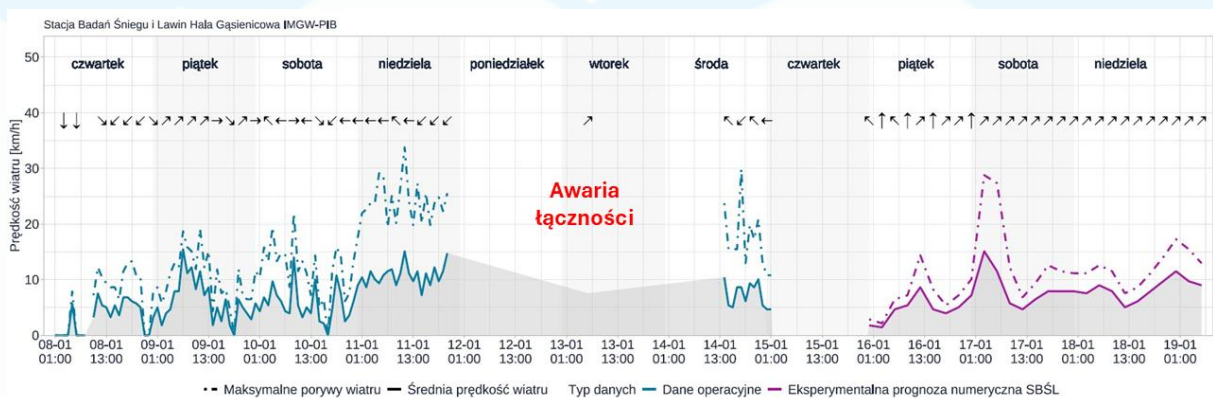 Stacja Badań Śniegu i Lawin Hala Gąsienicowa IMGW-PIB
czwartek piątek sobota niedziela poniedziałek wtorek środa czwartek piątek sobota niedziela
Prędkość wiatru [km/h]
50
40
30
20
10
0
Awaria
łączności
08-01 08-01 09-01 09-01 10-01 10-01 11-01 11-01 12-01 12-01 13-01 13-01 14-01 14-01 15-01 15-01 16-01 16-01 17-01 17-01 18-01 18-01 19-01
01:00 13:00 01:00 13:00 01:00 13:00 01:00 13:00 01:00 13:00 01:00 13:00 01:00 13:00 01:00 13:00 01:00 13:00 01:00 13:00 01:00 13:00 01:00
Maksymalne porywy wiatru Średnia prędkość wiatru Typ danych Dane operacyjne Eksperymentalna prognoza numeryczna SBŚL